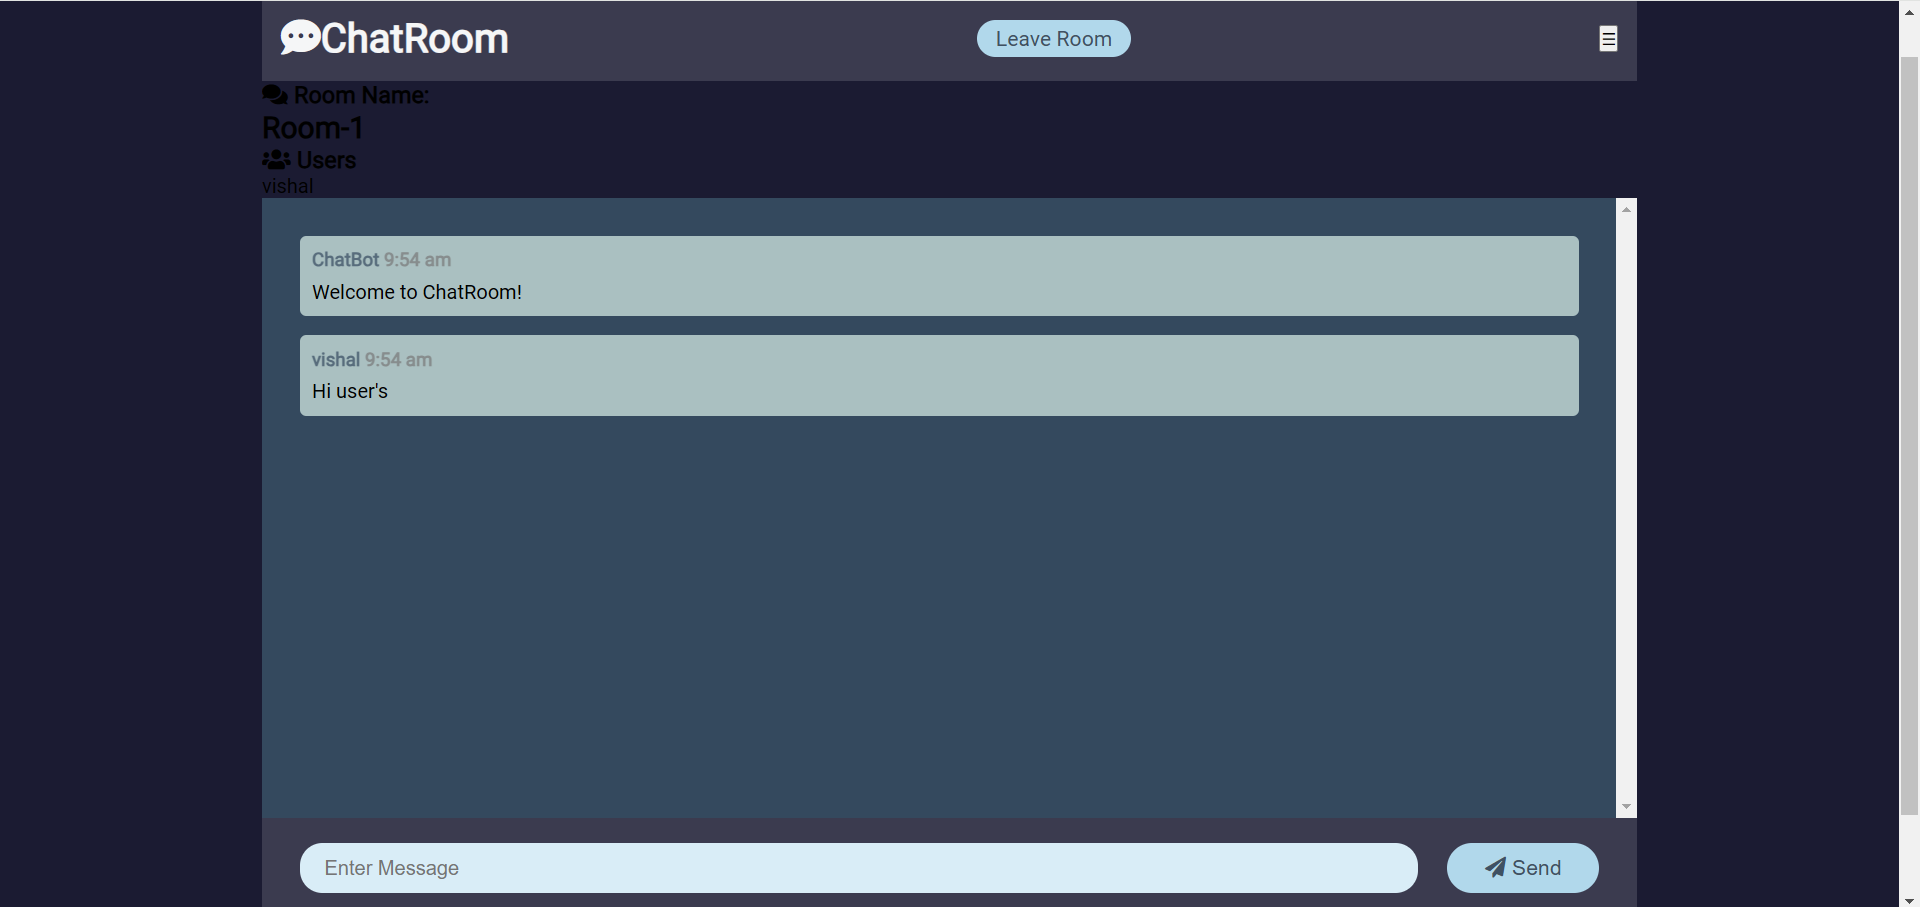 ChatRoom
Leave Room
Room Name:
Room-1
Users
vishal
ChatBot 9:54 am
Welcome to ChatRoom!
vishal 9:54 am
Hi user's
Enter Message
Send